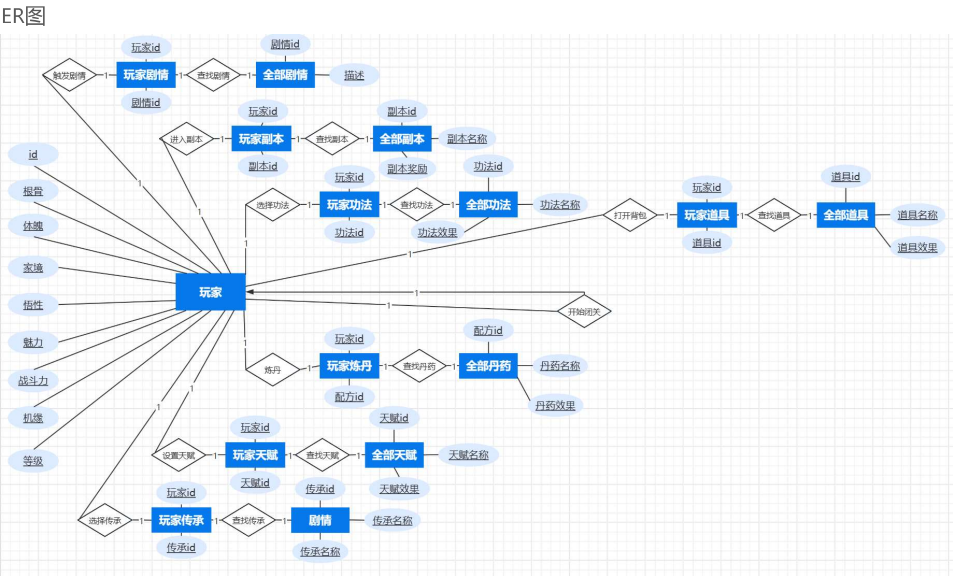 ER图
玩家id
剧情id
触发剧情
1
玩家剧情
1
查找剧情
1
全部剧情
描述
剧情id
玩家id
副本id
进入副本
1
玩家副本
1
查找副本
1
全部副本
副本名称
副本id
副本奖励
id
根骨
体魄
家境
悟性
魅力
战斗力
机缘
等级
玩家
1
1
1
1
1
1
1
1
1
玩家id
功法id
选择功法
1
玩家功法
1
查找功法
1
全部功法
功法名称
功法id
功法效果
玩家id
道具id
打开背包
1
玩家道具
1
查找道具
1
全部道具
道具名称
道具id
道具效果
开始闭关
玩家id
配方id
炼丹
1
玩家炼丹
1
查找丹药
1
全部丹药
丹药名称
配方id
丹药效果
玩家id
天赋id
设置天赋
1
玩家天赋
1
查找天赋
1
全部天赋
天赋名称
天赋id
天赋效果
玩家id
传承id
选择传承
1
玩家传承
1
查找传承
1
剧情
传承名称
传承id
传承名称